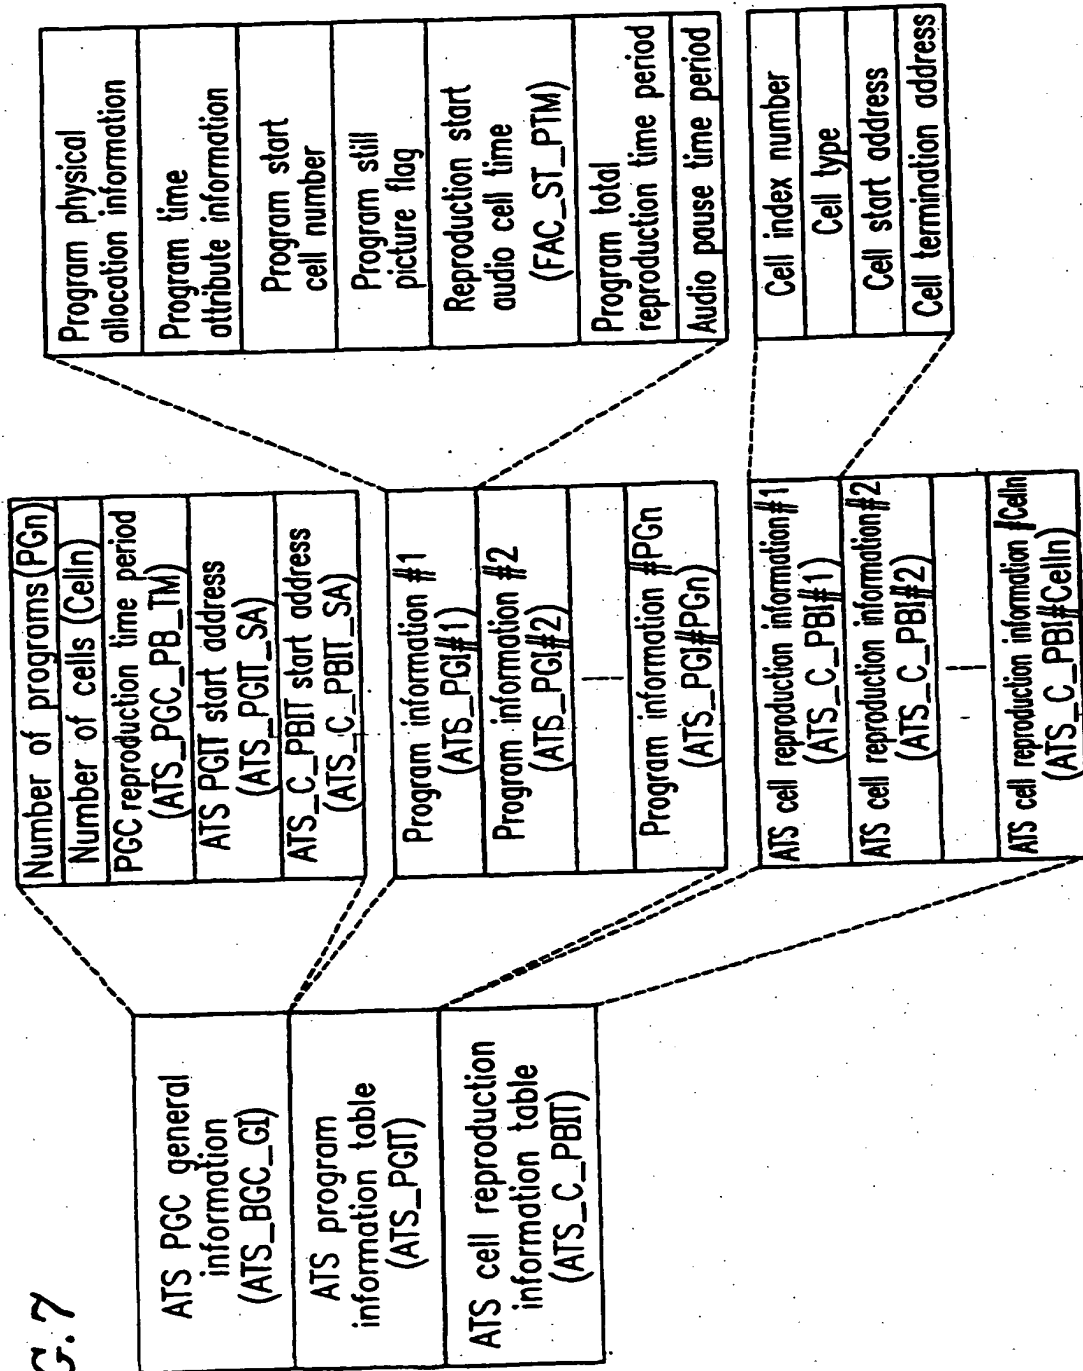 G.7
ATS PGC general
information
(ATS_BGC_GI)
ATS program
information table
(ATS_PGIT)
ATS cell reproduction
information table
(ATS_C_PBIT)
Number of programs(PGn)
Number of cells (Celln)
PGC reproduction time period
(ATS_PGC_PB_TM)
ATS PGIT start address
(ATS_PGIT_SA)
ATS_C_PBIT start address
(ATS_C_PBIT_SA)
Program information #1
(ATS_PGI#1)
Program information #2
(ATS_PGI#2)
Program information #PGn
(ATS_PGI#PGn)
ATS cell reproduction information#1
(ATS_C_PBI#1)
ATS cell reproduction information#2
(ATS_C_PBI#2)
ATS cell reproduction information #Celln
(ATS_C_PBI#Celln)
Program physical
allocation information
Program time
attribute information
Program start
cell number
Program still
picture flag
Reproduction start
audio cell time
(FAC_ST_PTM)
Program total
reproduction time period
Audio pause time period
Cell index number
Cell type
Cell start address
Cell termination address